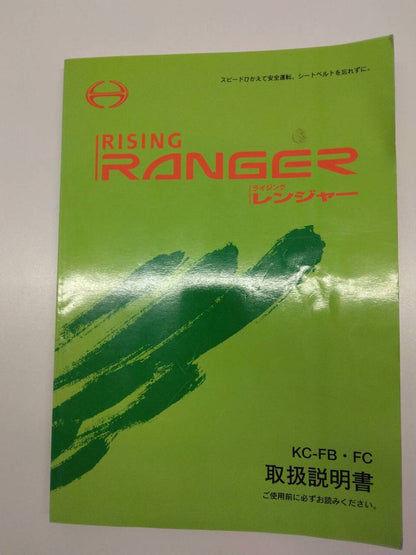 スピードひかえて安全運転、シートベルトを忘れずに。
RISING
RANGER
ライジング
レンジャー
KC-FB・FC
取扱説明書
ご使用前に必ずお読みください。